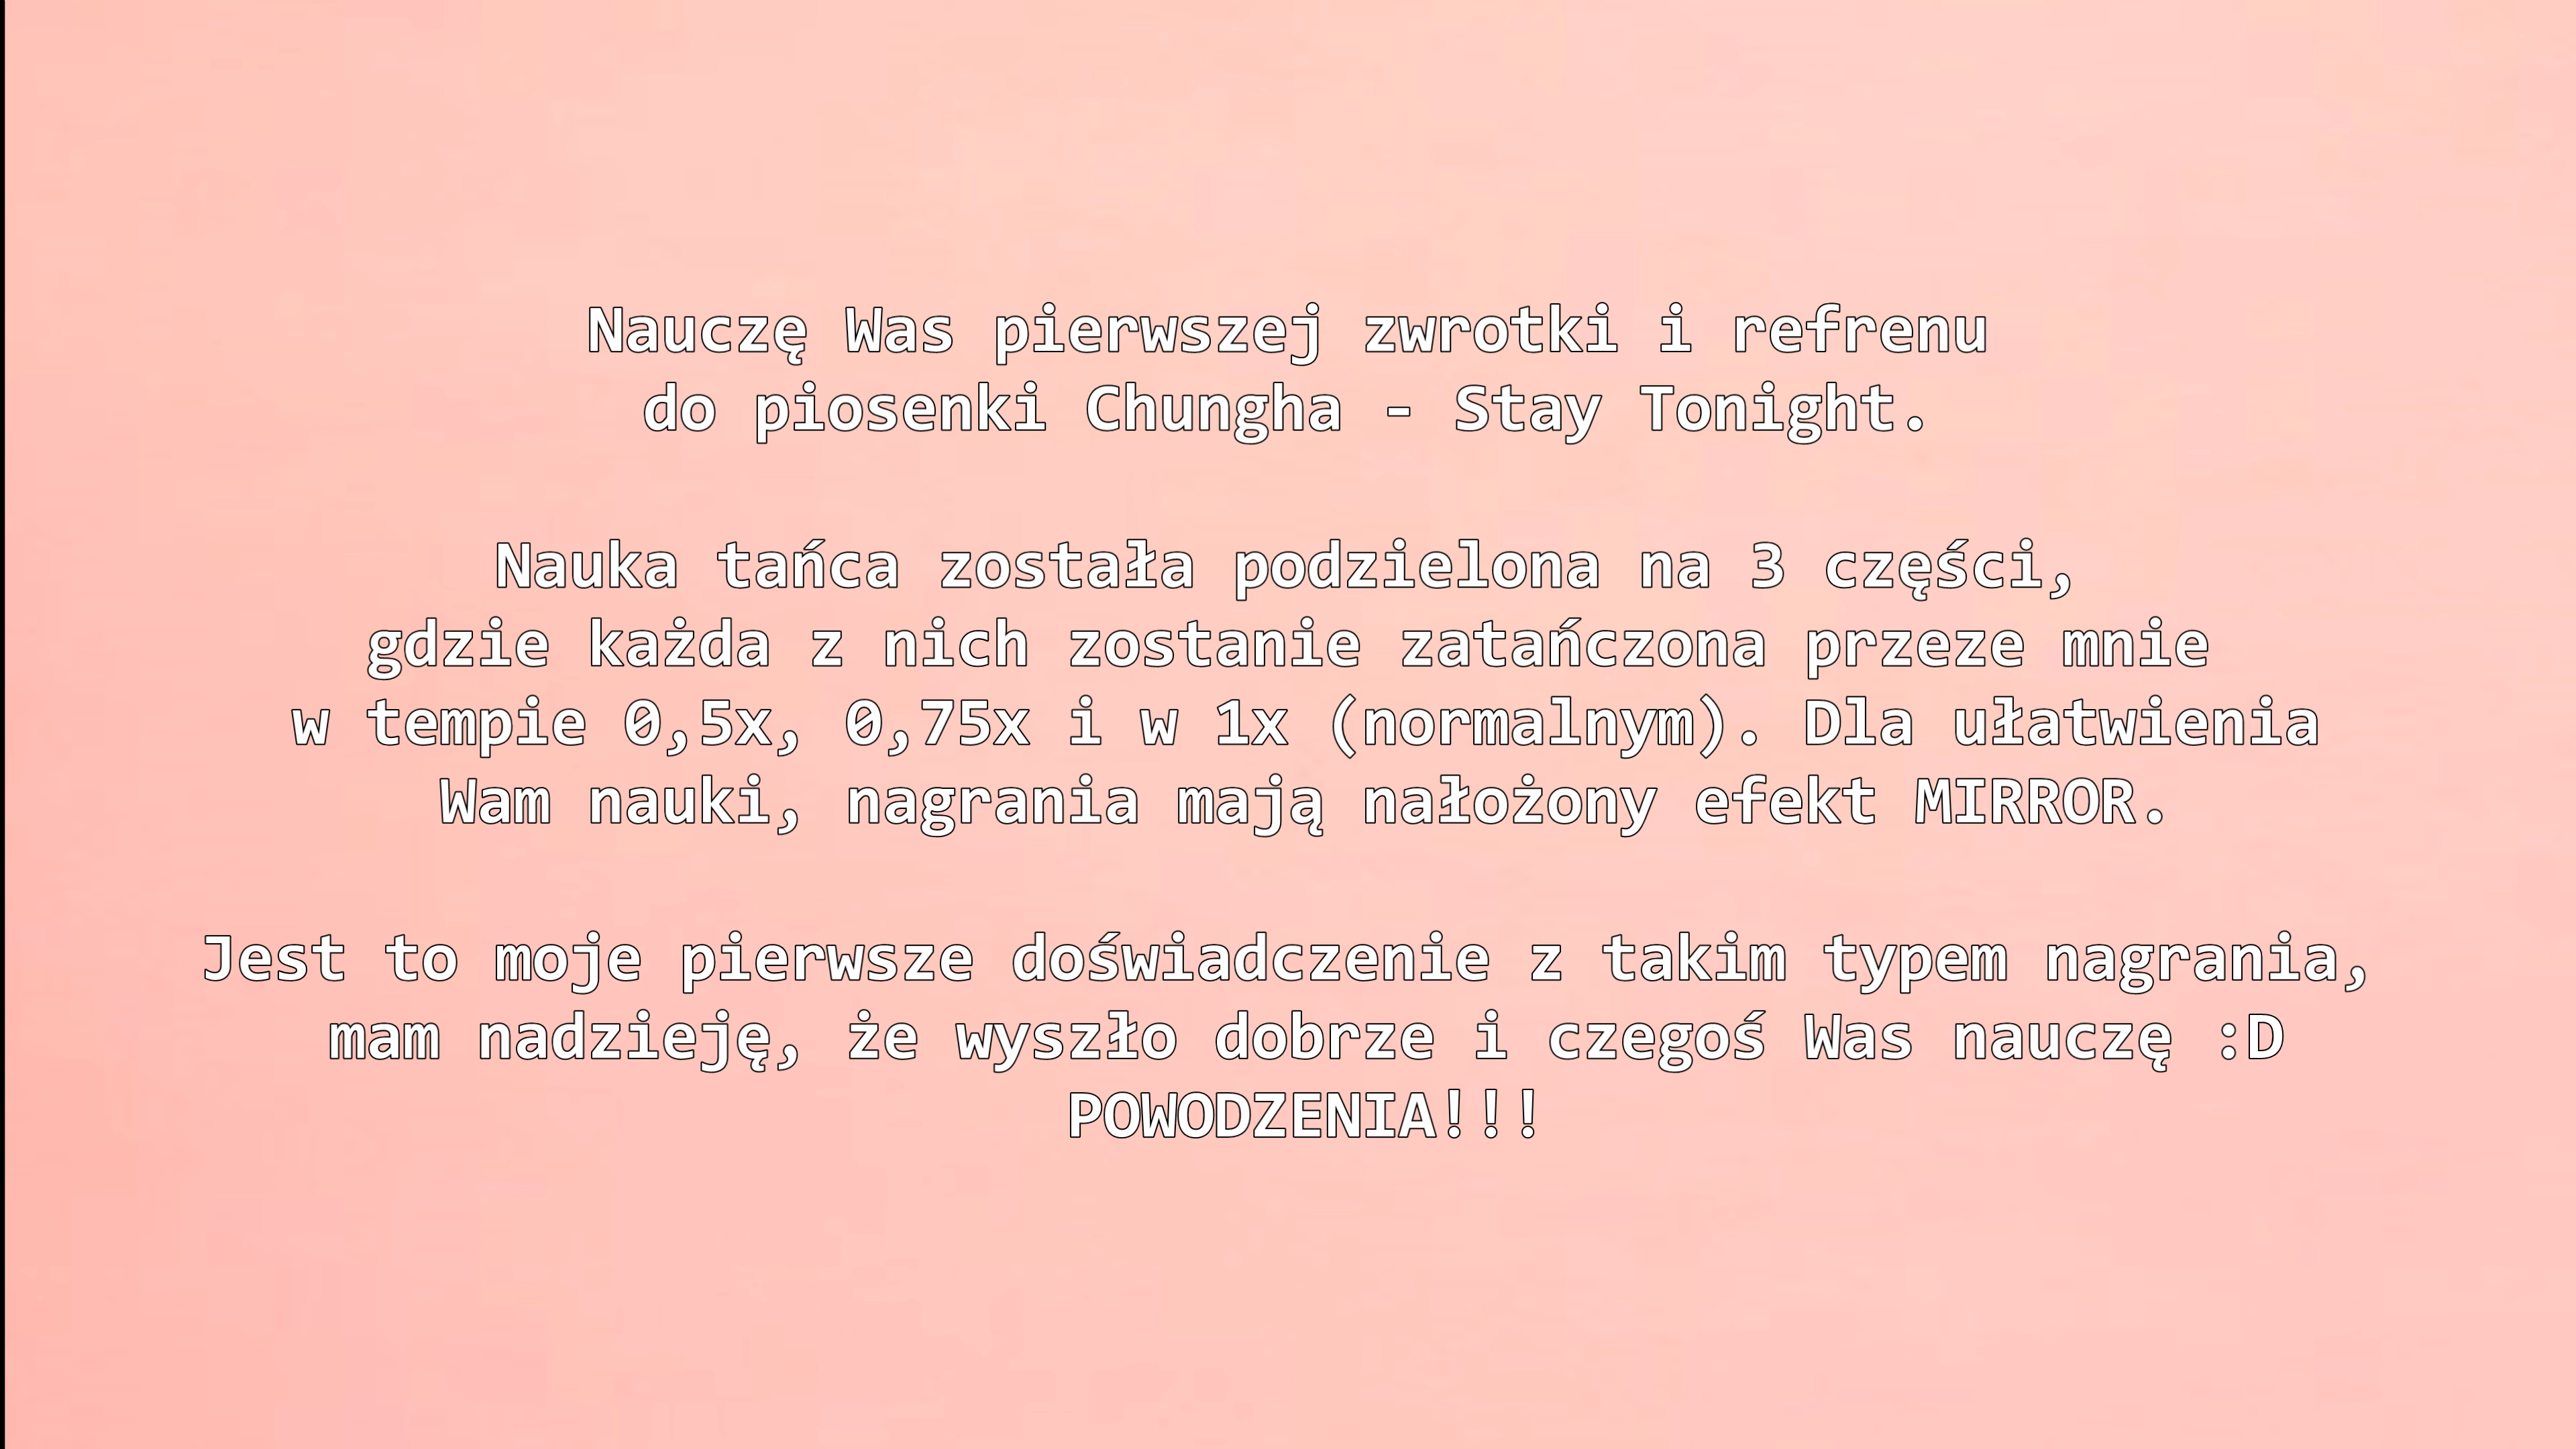 Nauczę Was pierwszej zwrotki i refrenu
do piosenki Chungha - Stay Tonight.
Nauka tańca została podzielona na 3 części,
gdzie każda z nich zostanie zatańczona przeze mnie
w tempie 0,5x, 0,75x i w 1x (normalnym). Dla ułatwienia
Wam nauki, nagrania mają nałożony efekt MIRROR.
Jest to moje pierwsze doświadczenie z takim typem nagrania,
mam nadzieję, że wyszło dobrze i czegoś Was nauczę :D
POWODZENIA!!!